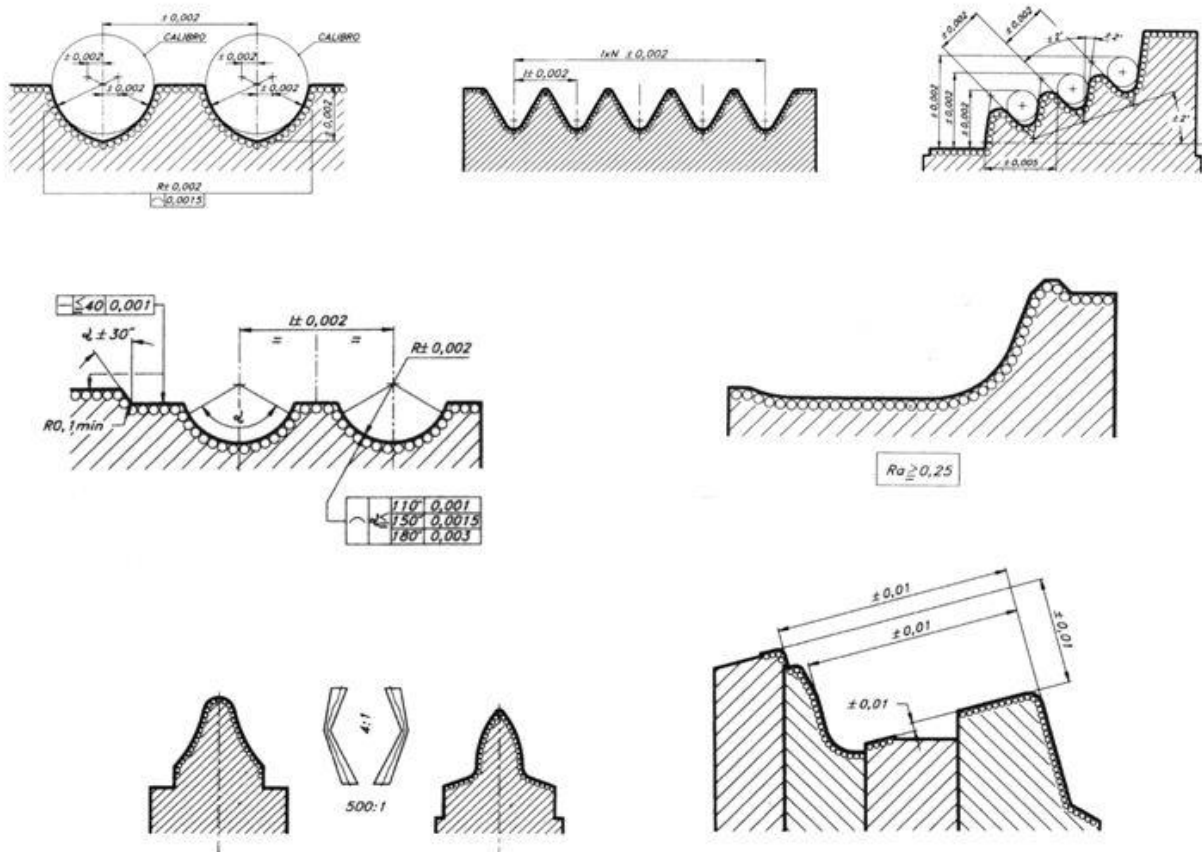 ± 0,002
CALIBRO
CALIBRO
± 0,002
± 0,002
± 0,002
± 0,002
± 0,002
R± 0,002
0,0015
IxN ± 0,002
I± 0,002
± 0,002
± 0,002
± 2"
± 0,002
± 0,002
± 0,002
± 2"
± 0,005
≤40 0,001
I± 0,002
= =
R± 0,002
R0,1min
110° 0,001
150° 0,0015
180° 0,003
Ra ≥ 0,25
4:1
500:1
± 0,01
± 0,01
± 0,01
± 0,01